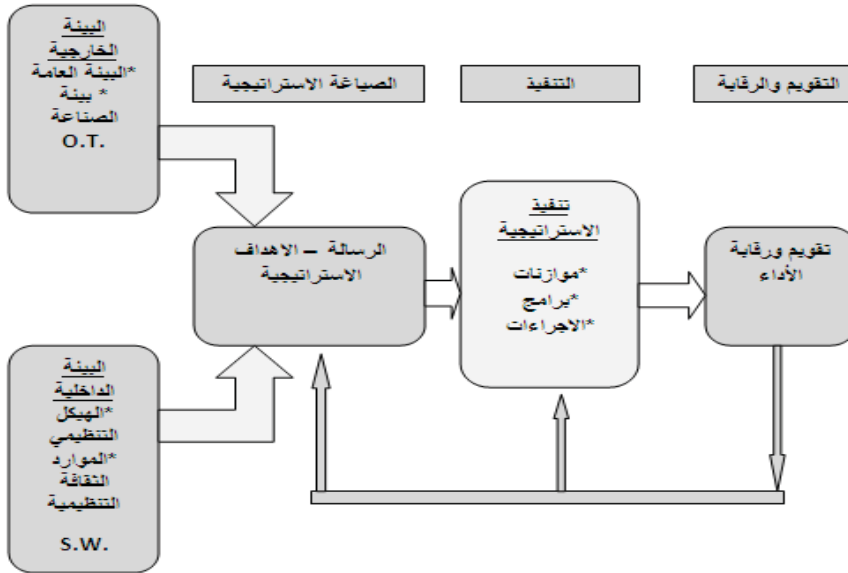 البيئة
الخارجية
*البيئة العامة
* بيئة
الصناعة
O.T.
الصياغة الاستراتيجية
التنفيذ
التقويم والرقابة
الرسالة – الاهداف
الاستراتيجية
تنفيذ
الاستراتيجية
*موازنات
*برامج
*الاجراءات
تقويم ورقابة
الأداء
البيئة
الداخلية
*الهيكل
التنظيمي
*الموارد
الثقافة
التنظيمية
S.W.